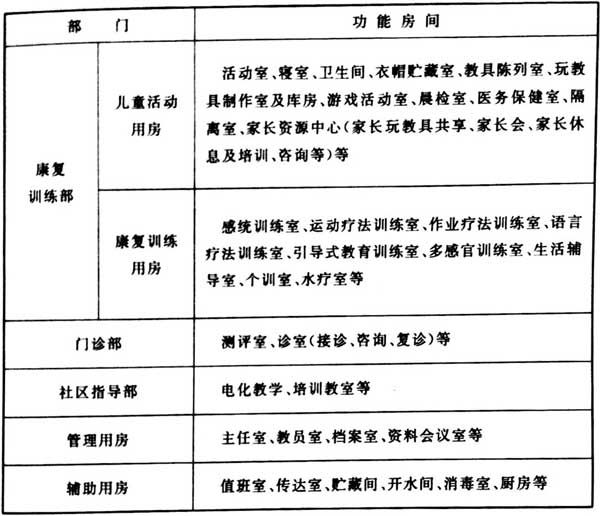 部 门
功能房间
康复
训练部
儿童活动
用房
活动室、寝室、卫生间、衣帽贮藏室、教具陈列室、玩教
具制作室及库房、游戏活动室、晨检室、医务保健室、隔
离室、家长资源中心(家长玩教具共享、家长会、家长休
息及培训、咨询等)等
康复训练
用房
感统训练室、运动疗法训练室、作业疗法训练室、语言
疗法训练室、引导式教育训练室、多感官训练室、生活辅
导室、个训室、水疗室等
门诊部
测评室、诊室(接诊、咨询、复诊)等
社区指导部
电化教学、培训教室等
管理用房
主任室、教员室、档案室、资料会议室等
辅助用房
值班室、传达室、贮藏间、开水间、消毒室、厨房等